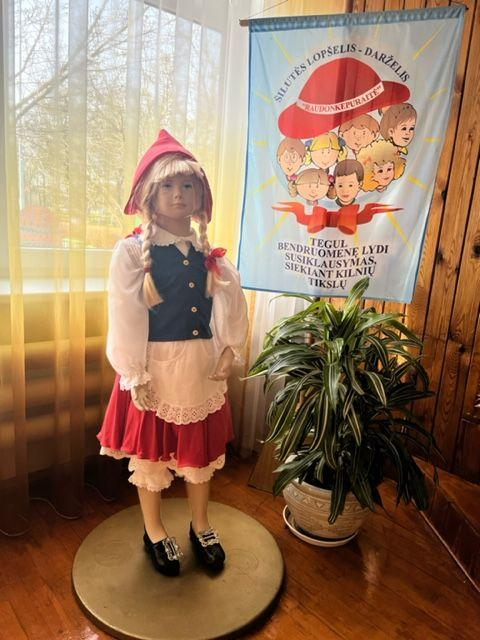 ŠILUTĖS LOPŠELIS - DARŽELIS
"RAUDONKEPURAITĖ"
TEGUL
BENDRUOMENĘ LYDI
SUSIKLAUSYMAS,
SIEKIANT KILNIŲ
TIKSLŲ